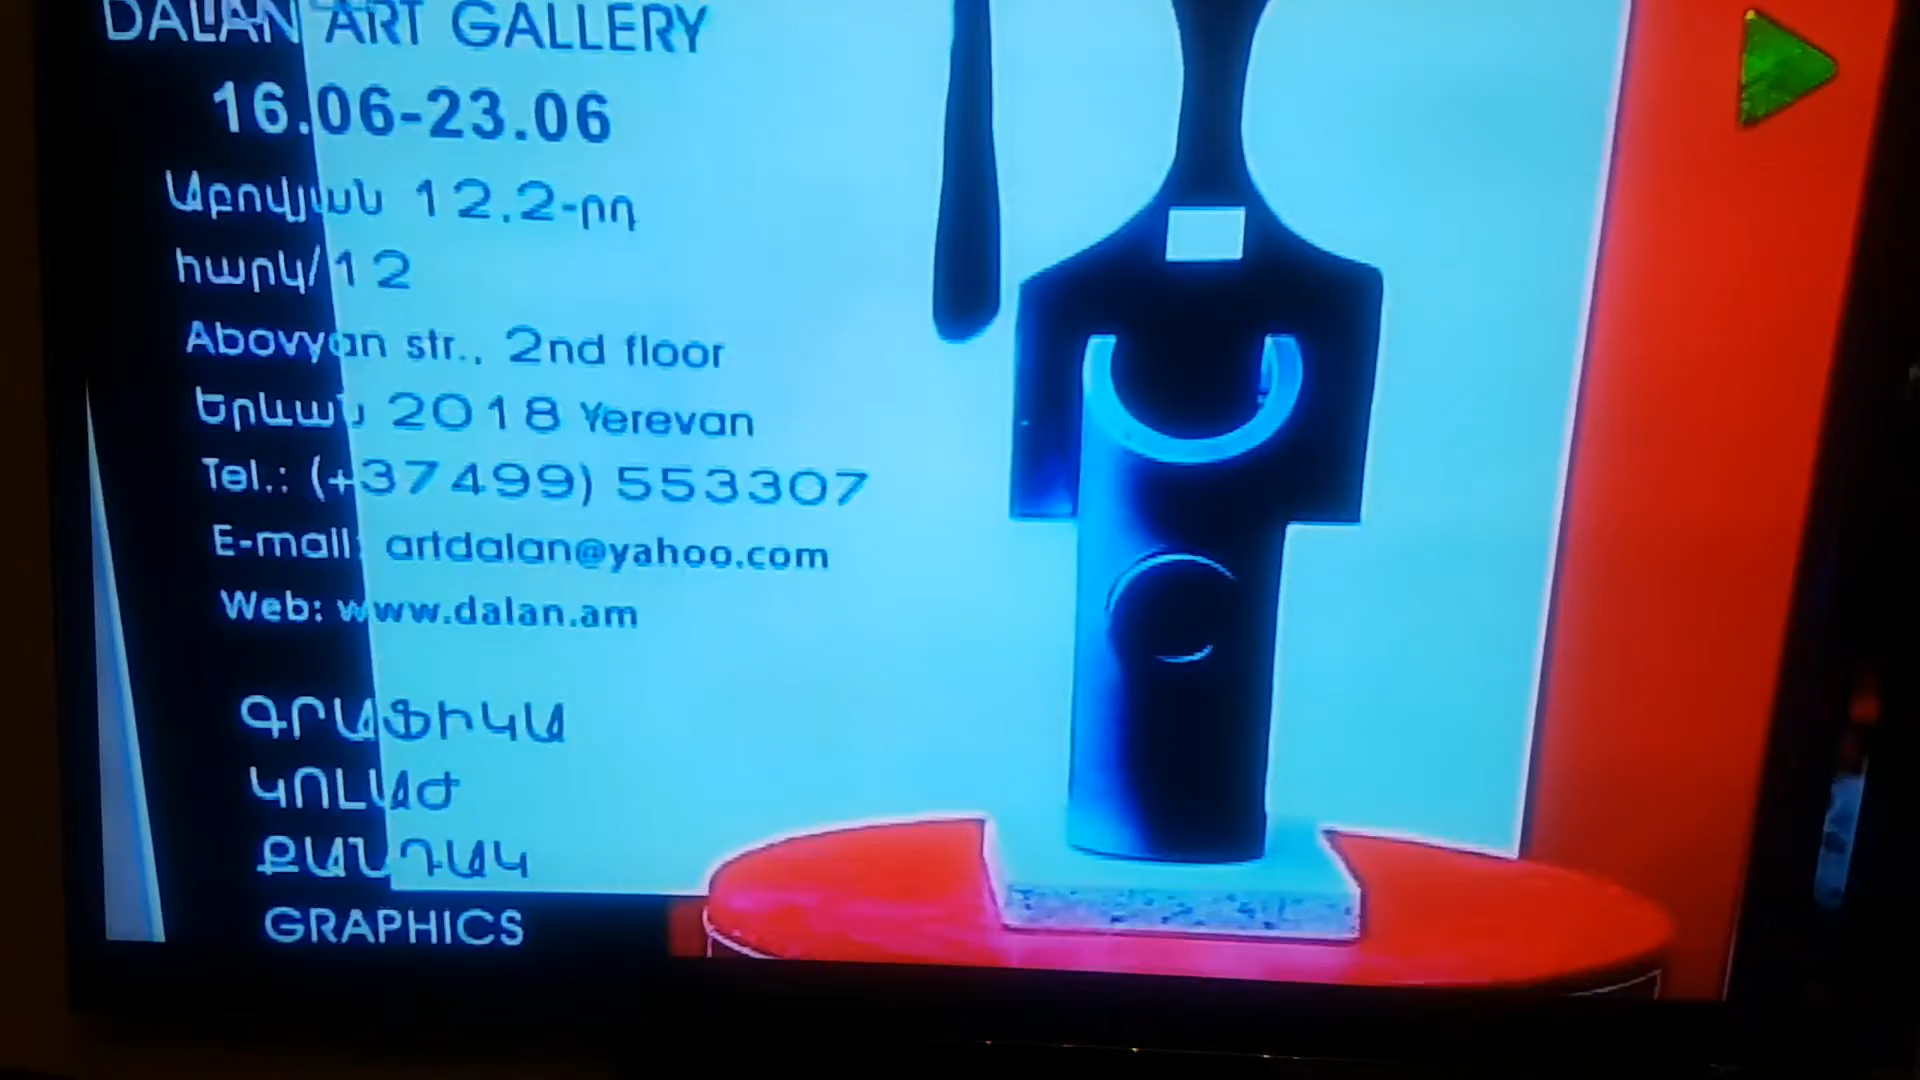 DALAN ART GALLERY
16.06-23.06
Աբովյան 12,2-րդ
հարկ/12
Abovyan str., 2nd floor
Երևան 2018 Yerevan
Tel.: (+37499) 553307
E-mail: artdalan@yahoo.com
Web: www.dalan.am
ԳՐԱՖԻԿԱ
ԿՈԼԱԺ
ՔԱՆԴԱԿ
GRAPHICS